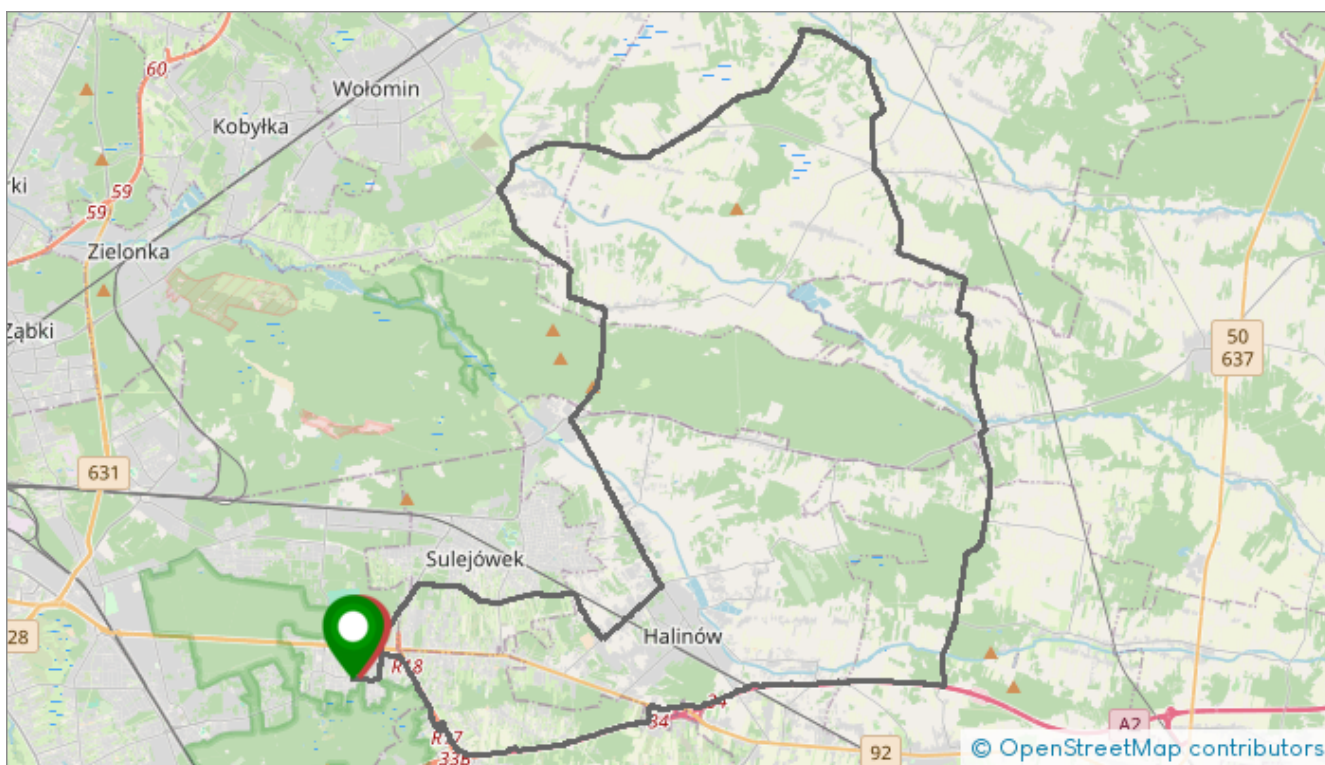 60
Wołomin
Kobyłka
59
59
rki
Zielonka
Ząbki
50
637
631
Sulejówek
28
Halinów
R18
34
34
R17
33B
A2
92
© OpenStreetMap contributors